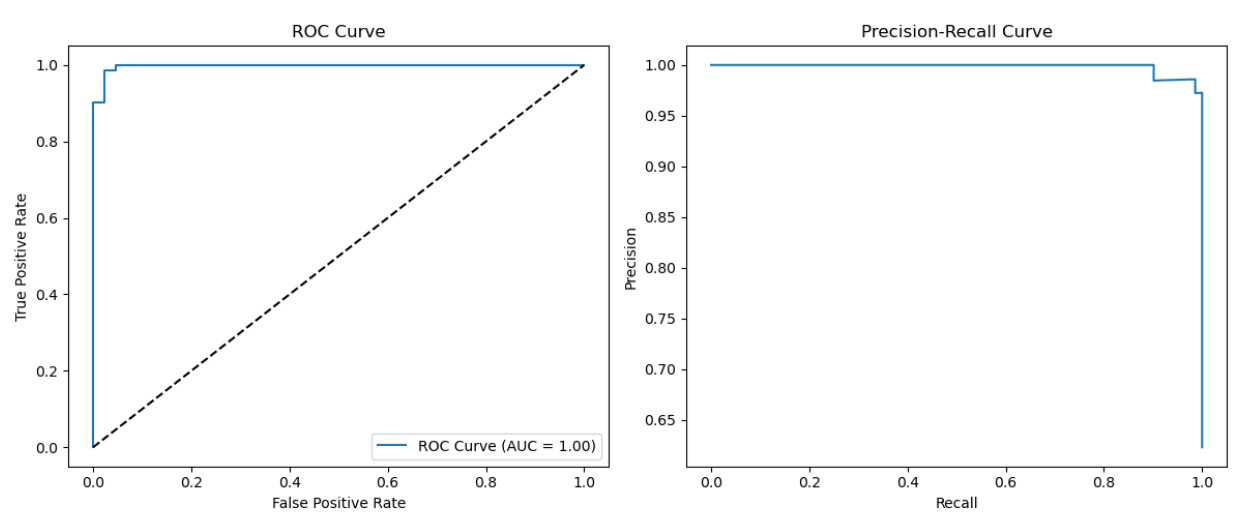 ROC Curve
1.0
0.8
0.6
0.4
0.2
0.0
True Positive Rate
0.0 0.2 0.4 0.6 0.8 1.0
False Positive Rate
ROC Curve (AUC = 1.00)
Precision-Recall Curve
1.00
0.95
0.90
0.85
0.80
0.75
0.70
0.65
Precision
0.0 0.2 0.4 0.6 0.8 1.0
Recall